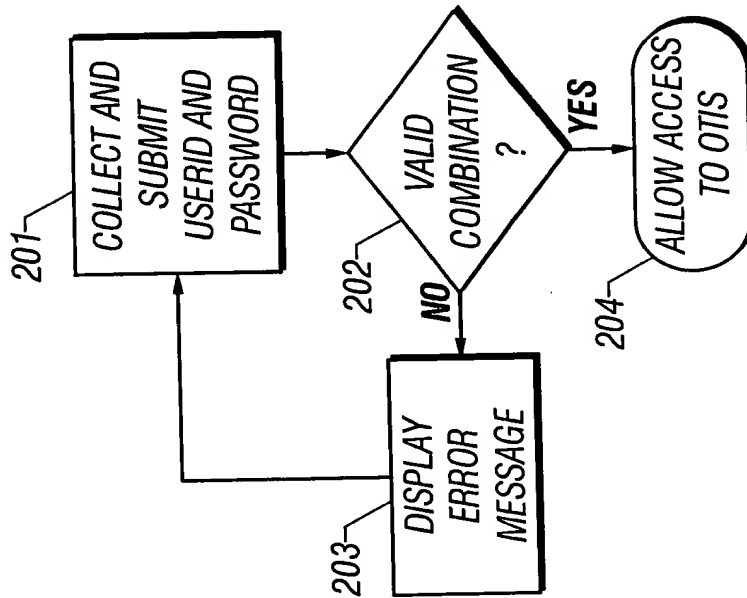 201
COLLECT AND
SUBMIT
USERID AND
PASSWORD
202
VALID
COMBINATION
?
NO
YES
203
DISPLAY
ERROR
MESSAGE
204
ALLOW ACCESS
TO OTIS